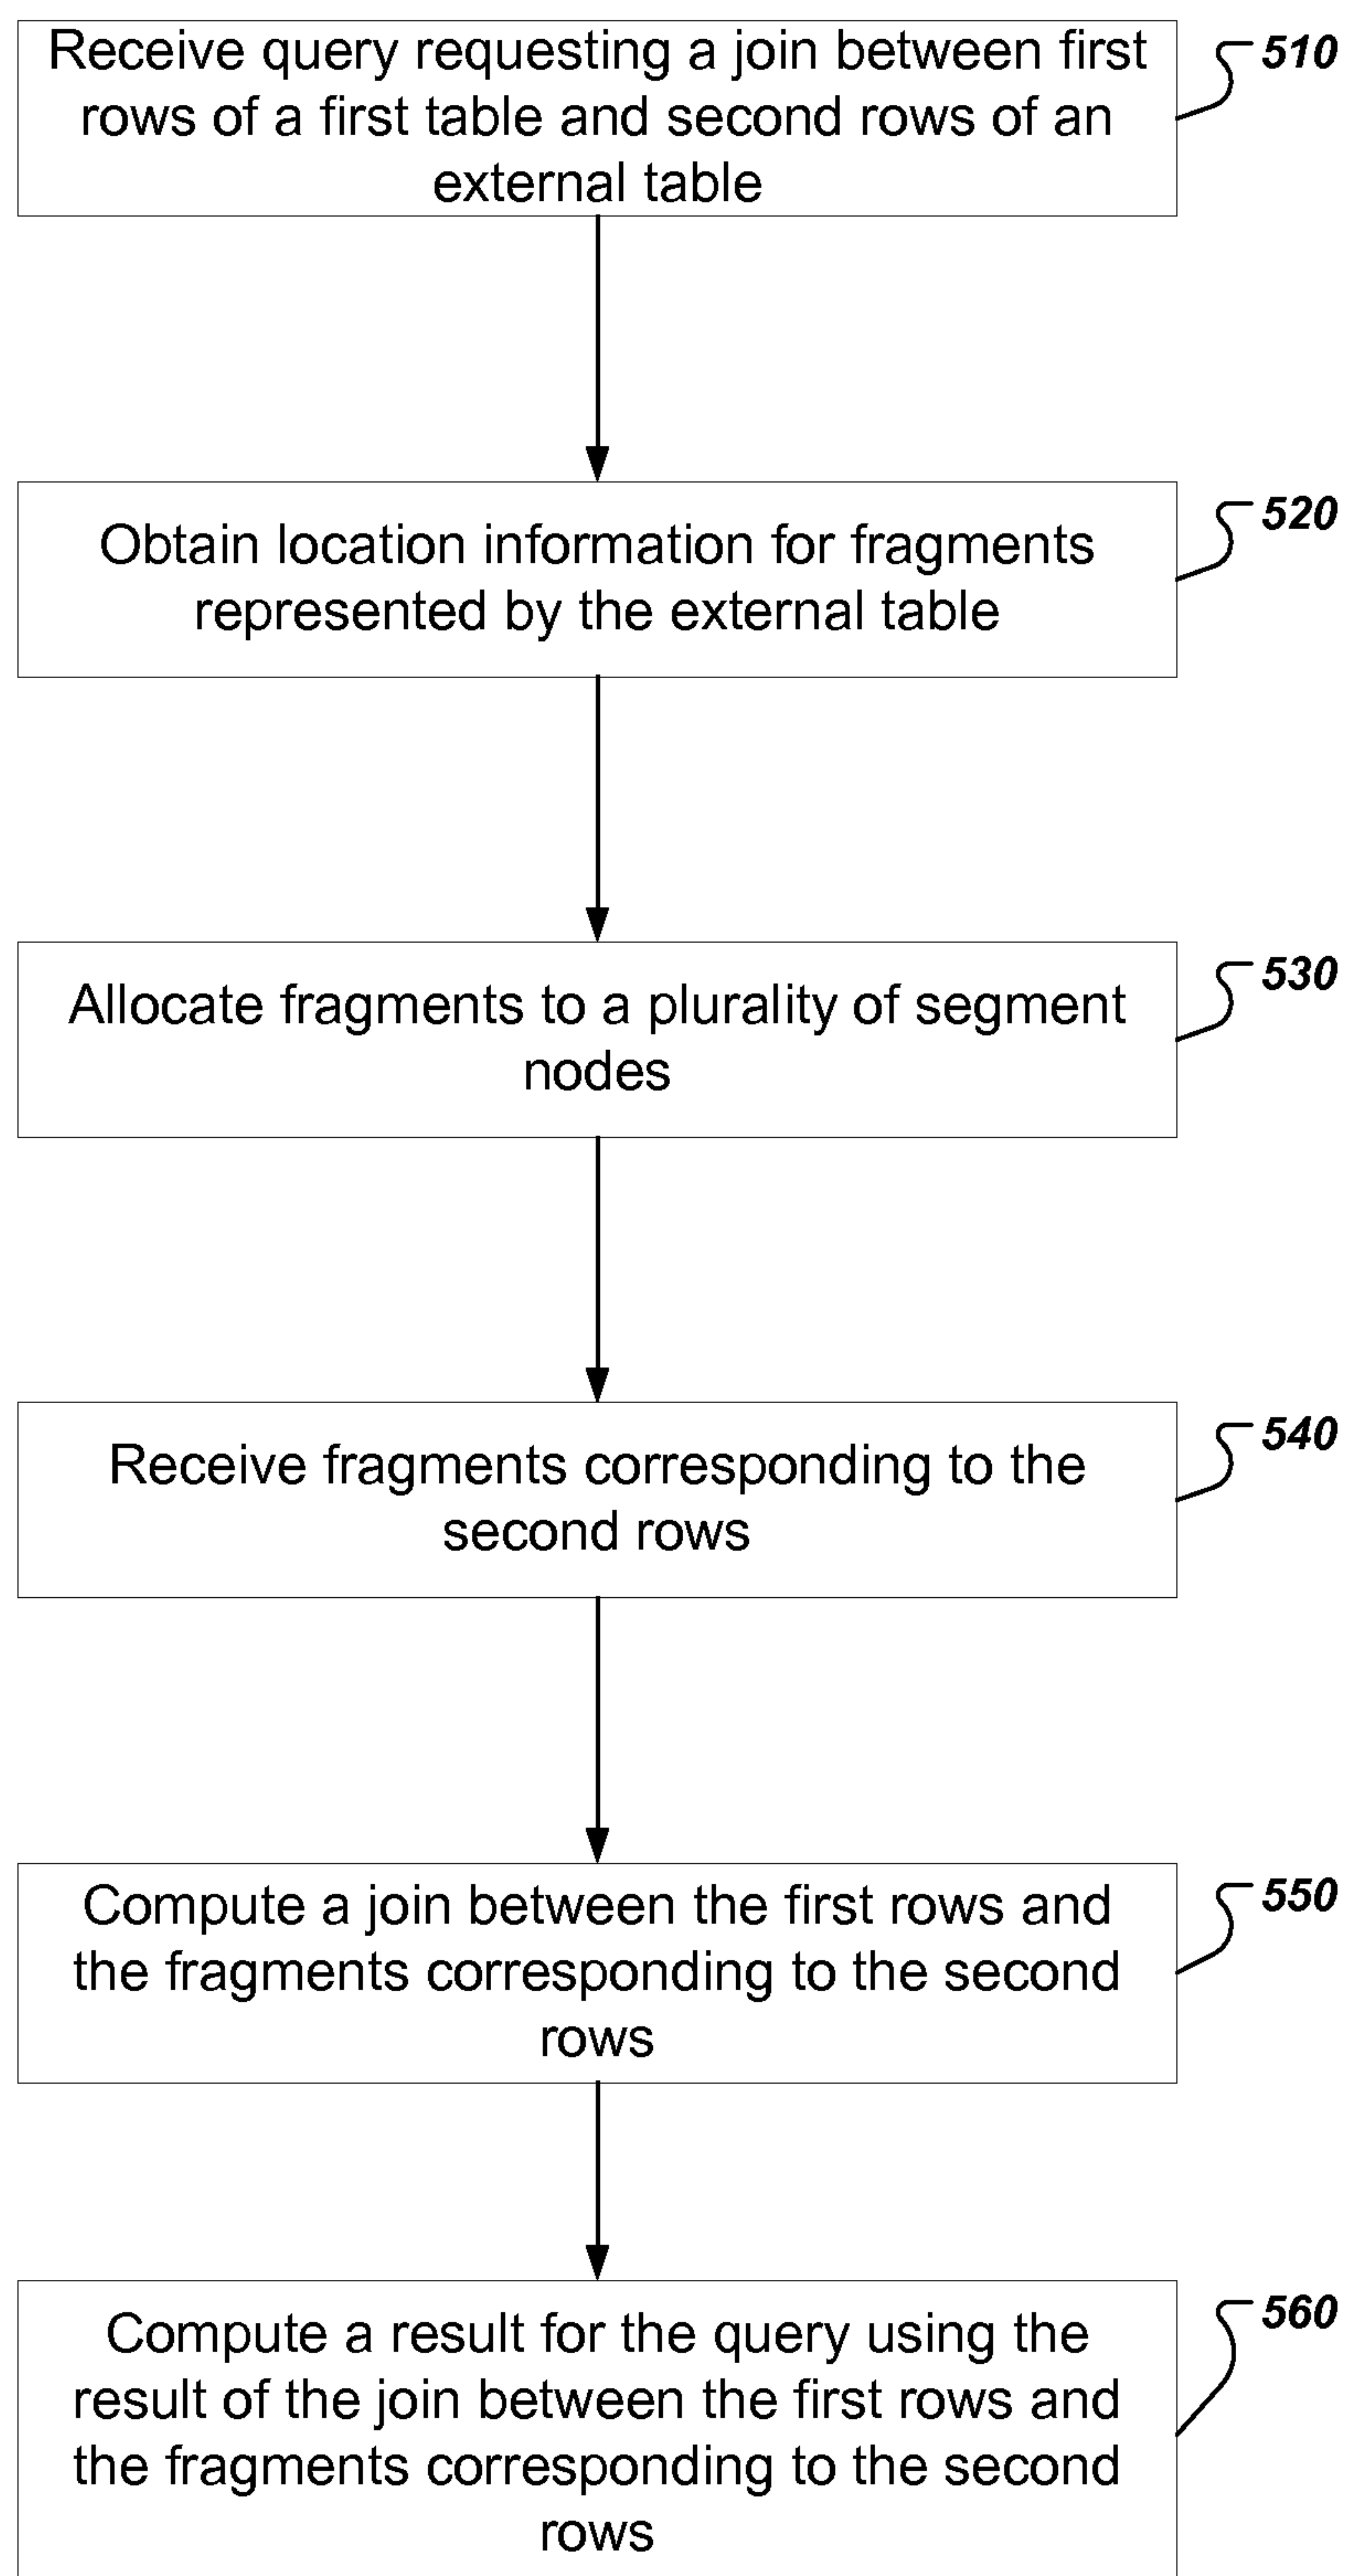 Receive query requesting a join between first
rows of a first table and second rows of an
external table
510
Obtain location information for fragments
represented by the external table
520
Allocate fragments to a plurality of segment
nodes
530
Receive fragments corresponding to the
second rows
540
Compute a join between the first rows and
the fragments corresponding to the second
rows
550
Compute a result for the query using the
result of the join between the first rows and
the fragments corresponding to the second
rows
560